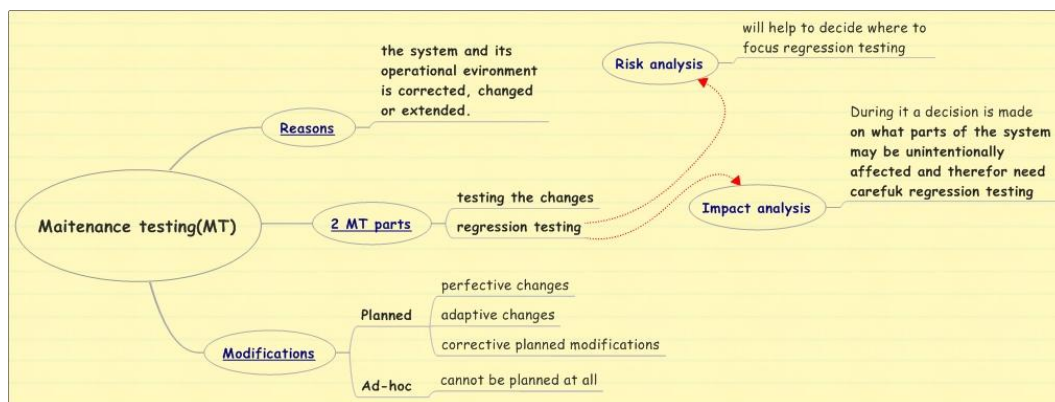 the system and its
operational evironment
is corrected, changed
or extended.
Reasons
Risk analysis
will help to decide where to
focus regression testing
During it a decision is made
on what parts of the system
may be unintentionally
affected and therefor need
carefuk regression testing
Impact analysis
Maitenance testing(MT)
2 MT parts
testing the changes
regression testing
Modifications
Planned
perfective changes
adaptive changes
corrective planned modifications
Ad-hoc
cannot be planned at all